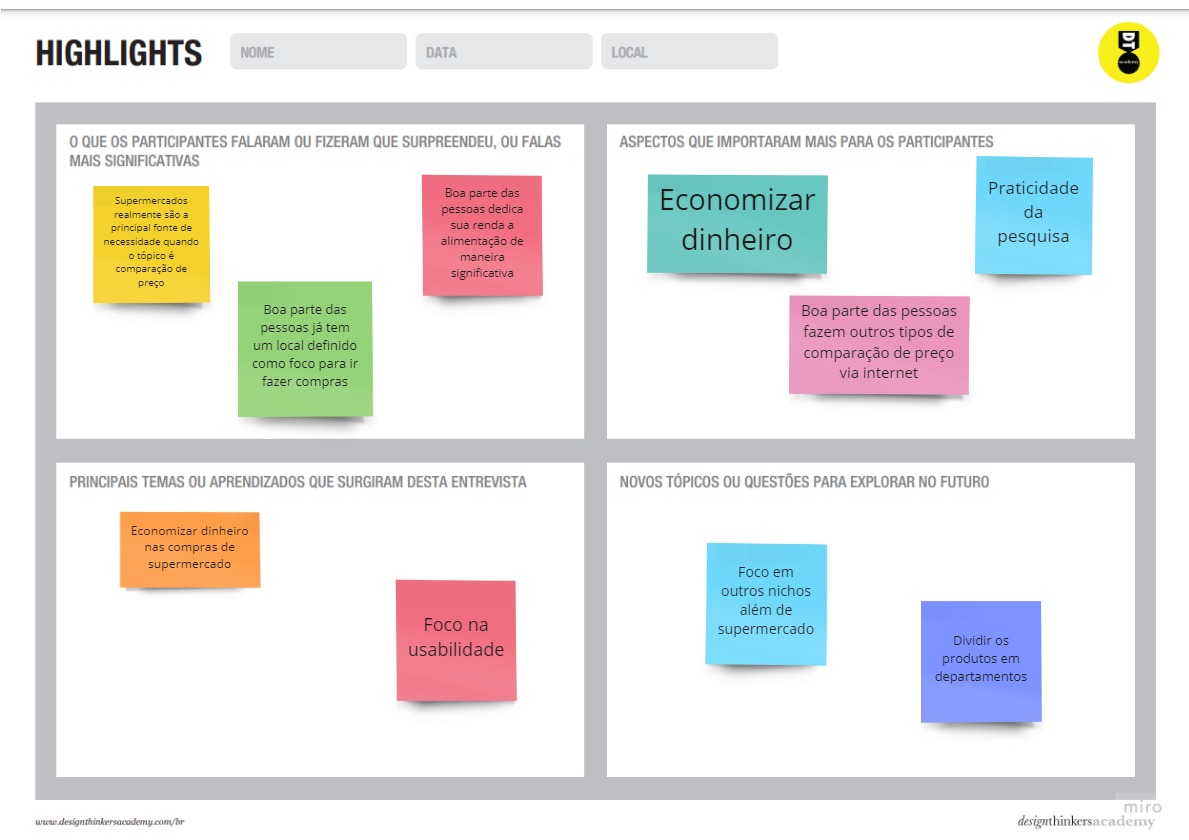 HIGHLIGHTS
NOME
DATA
LOCAL
DT
academy
O QUE OS PARTICIPANTES FALARAM OU FIZERAM QUE SURPREENDEU, OU FALAS
MAIS SIGNIFICATIVAS
Supermercados
realmente são a
principal fonte de
necessidade quando
o tópico é
comparação de
preço
Boa parte das
pessoas já tem
um local definido
como foco para ir
fazer compras
Boa parte das
pessoas dedica
sua renda a
alimentação de
maneira
significativa
ASPECTOS QUE IMPORTARAM MAIS PARA OS PARTICIPANTES
Economizar
dinheiro
Praticidade
da
pesquisa
Boa parte das pessoas
fazem outros tipos de
comparação de preço
via internet
PRINCIPAIS TEMAS OU APRENDIZADOS QUE SURGIRAM DESTA ENTREVISTA
Economizar dinheiro
nas compras de
supermercado
Foco na
usabilidade
NOVOS TÓPICOS OU QUESTÕES PARA EXPLORAR NO FUTURO
Foco em
outros nichos
além de
supermercado
Dividir os
produtos em
departamentos
www.designthinkersacademy.com/br
miro
designthinkersacademy